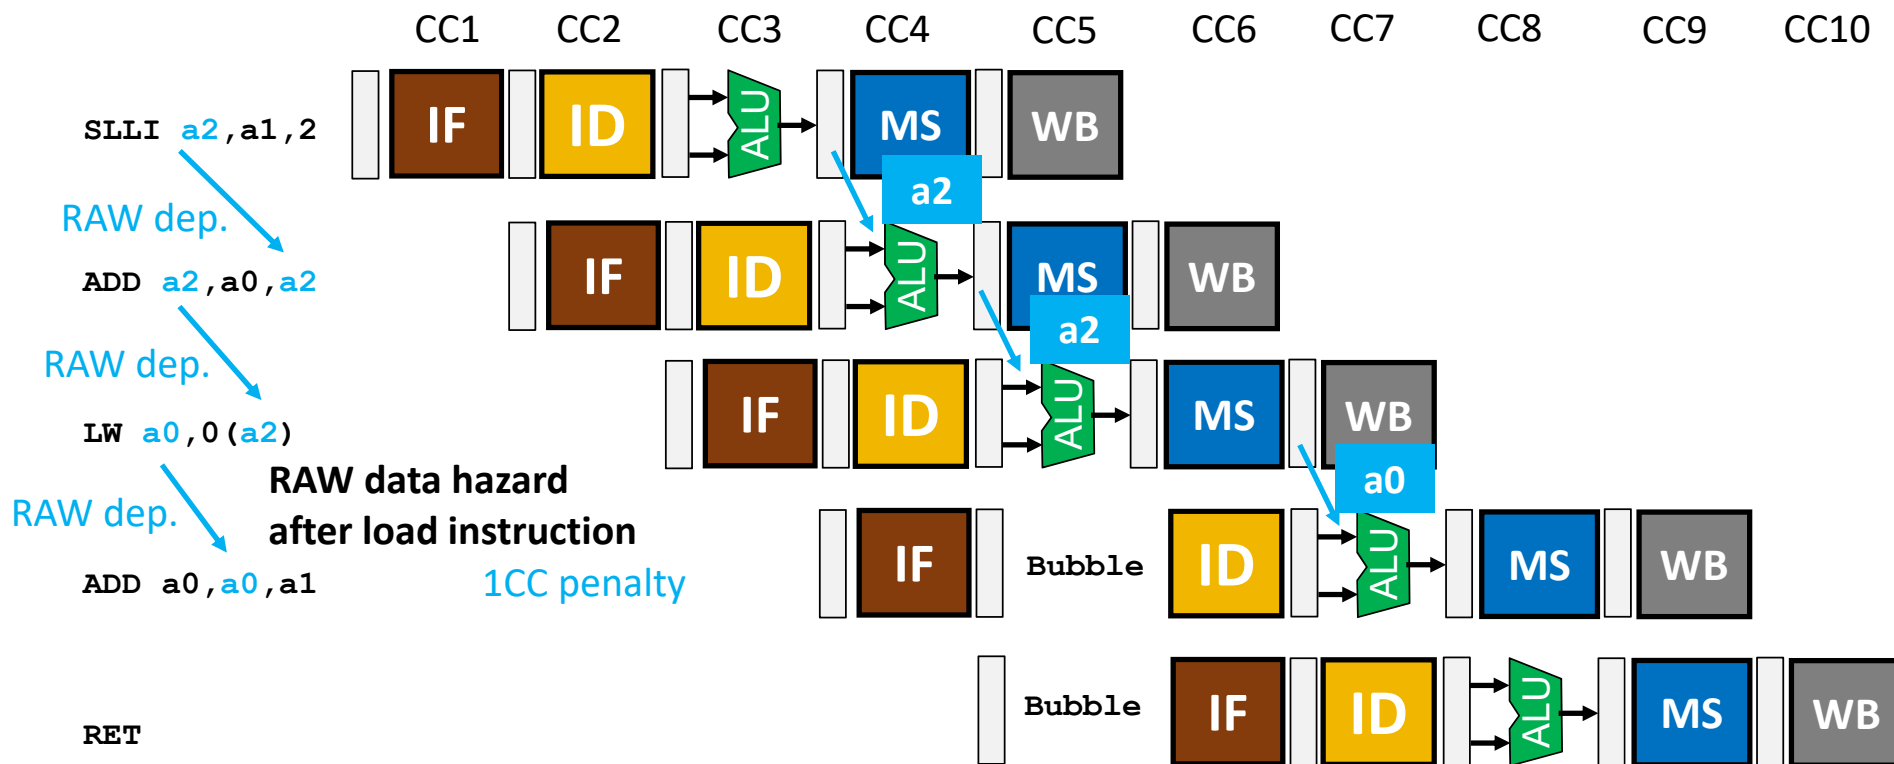 CC1 CC2 CC3 CC4 CC5 CC6 CC7 CC8 CC9 CC10
SLLI a2,a1,2 IF ID ALU MS WB
a2
RAW dep.
ADD a2,a0,a2 IF ID ALU MS WB
a2
RAW dep.
LW a0,0(a2) IF ID ALU MS WB
RAW data hazard
a0
RAW dep.
after load instruction
ADD a0,a0,a1 1CC penalty IF Bubble ID ALU MS WB
RET Bubble IF ID ALU MS WB